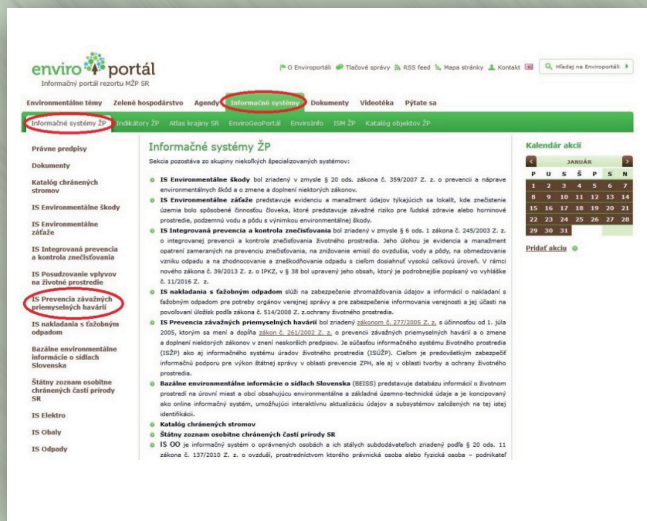 enviro portál
Informačný portál rezortu MŽP SR
O Enviroportáli Tlačové správy RSS feed Mapa stránky Kontakt Hľadaj na Enviroportáli
Environmentálne témy Zelené hospodárstvo Agendy Informačné systémy Dokumenty Videotéka Pýtate sa
Informačné systémy ŽP Indikátory ŽP Atlas krajiny SR EnviroGeoPortál EnviroInfo ISM ŽP Katalóg objektov ŽP
Právne predpisy
Dokumenty
Katalóg chránených
stromov
IS Environmentálne škody
IS Environmentálne
záťaže
IS Integrovaná prevencia
a kontrola znečisťovania
IS Posudzovanie vplyvov
na životné prostredie
IS Prevencia závažných
priemyselných havárií
IS nakladania s ťažobným
odpadom
Bazálne environmentálne
informácie o sídlach
Slovenska
Štátny zoznam osobitne
chránených častí prírody
SR
IS Elektro
IS Obaly
IS Odpady
Informačné systémy ŽP
Sekcia pozostáva zo skupiny niekoľkých špecializovaných systémov:
IS Environmentálne škody bol zriadený v zmysle § 20 ods. zákona č. 359/2007 Z. z. o prevencii a náprave
environmentálnych škôd a o zmene a doplnení niektorých zákonov.
IS Environmentálne záťaže predstavuje evidenciu a manažment údajov týkajúcich sa lokalít, kde znečistenie
územia bolo spôsobené činnosťou človeka, ktoré predstavuje závažné riziko pre ľudské zdravie alebo horninové
prostredie, podzemnú vodu a pôdu s výnimkou environmentálnej škody.
IS Integrovaná prevencia a kontrola znečisťovania bol zriadený v zmysle § 6 ods. 1 zákona č. 245/2003 Z. z.
o integrovanej prevencii a kontrole znečisťovania životného prostredia. Jeho úlohou je evidencia a manažment
opatrení zameraných na prevenciu znečisťovania, na znižovanie emisií do ovzdušia, vody a pôdy, na obmedzovanie
vzniku odpadu a na zhodnocovanie a zneškodňovanie odpadu s cieľom dosiahnuť vysokú celkovú úroveň. V rámci
nového zákona č. 39/2013 Z. z. o IPKZ, v § 38 bol upravený jeho obsah, ktorý je podrobnejšie popísaný vo vyhláške
č. 11/2016 Z. z.
IS nakladania s ťažobným odpadom slúži na zabezpečenie zhromažďovania údajov a informácií o nakladaní s
ťažobným odpadom pre potreby orgánov verejnej správy a pre zabezpečenie informovania verejnosti a jej účasti na
povoľovaní úložísk podľa zákona č. 514/2008 Z. z.ochrany životného prostredia.
IS Prevencia závažných priemyselných havárií bol zriadený zákonom č. 277/2005 Z. z. s účinnosťou od 1. júla
2005, ktorým sa mení a dopĺňa zákon č. 261/2002 Z. z. o prevencii závažných priemyselných havárií a o zmene
a doplnení niektorých zákonov v znení neskorších predpisov. Je súčasťou informačného systému životného prostredia
(ISŽP) ako aj informačného systému úradov životného prostredia (ISÚŽP). Cieľom je predovšetkým zabezpečiť
informačnú podporu pre výkon štátnej správy v oblasti prevencie ZPH, ale aj v oblasti tvorby a ochrany životného
prostredia.
Bazálne environmentálne informácie o sídlach Slovenska (BEISS) predstavuje databázu informácií o životnom
prostredí na úrovni miest a obcí obsahujúcu environmentálne a základné územno-technické údaje a je koncipovaný
ako online informačný systém, umožňujúci interaktívnu aktualizáciu údajov a subsystémov založených na tej istej
identifikácii.
Katalóg chránených stromov
Štátny zoznam osobitne chránených častí prírody SR
IS OO je informačný systém o oprávnených osobách a ich stálych subdodávateľoch zriadený podľa § 20 ods. 11
zákona č. 137/2010 Z. z. o ovzduší, prostredníctvom ktorého právnická osoba alebo fyzická osoba – podnikateľ
Kalendár akcií
JANUÁR
P U S Š P S N
1 2 3 4 5 6 7
8 9 10 11 12 13 14
15 16 17 18 19 20 21
22 23 24 25 26 27 28
29 30 31
Pridať akciu